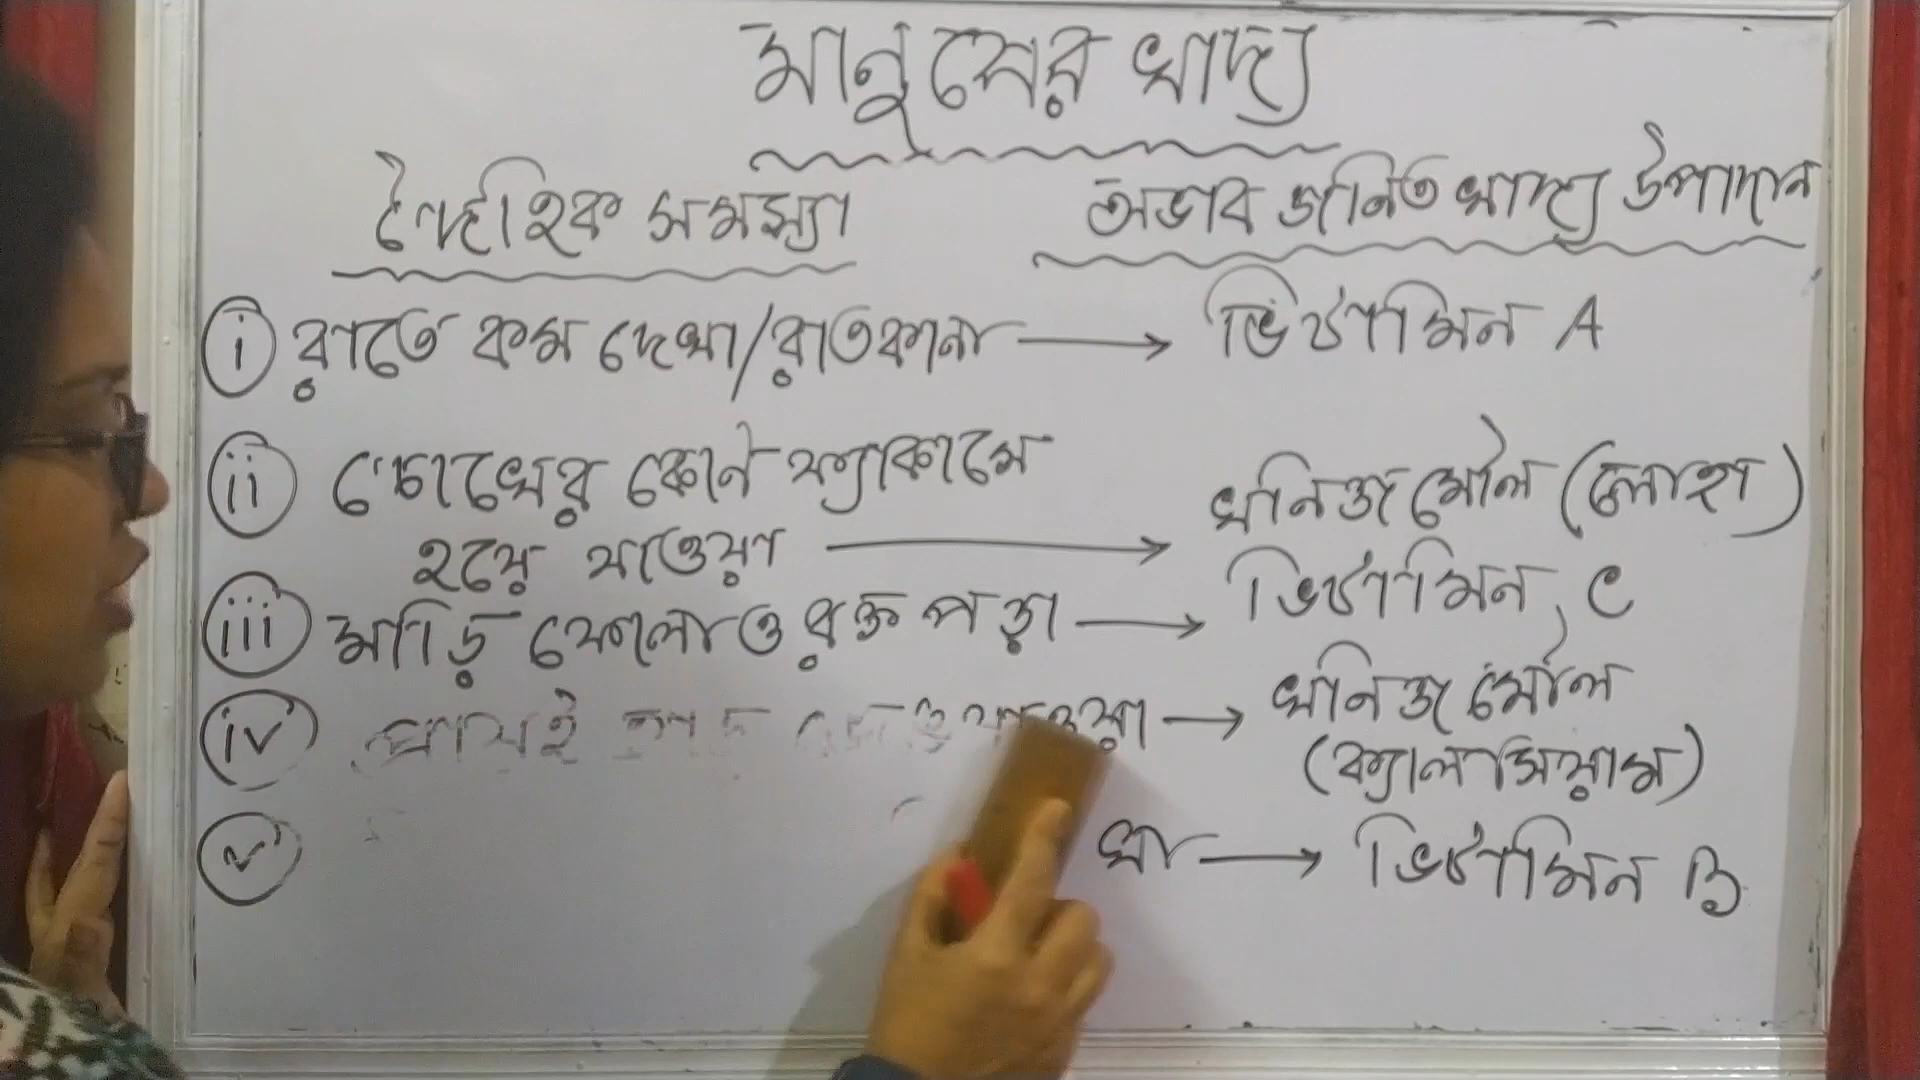 মানুষের খাদ্য
দৈহিক সমস্যা অভাব জনিত খাদ্য উপাদান
i রাতে কম দেখা/রাতকানা → ভিটামিন A
ii চোখের কোন ফ্যাকাসে
হয়ে যাওয়া → খনিজ মৌল (লোহা)
iii মাড়ি ফোলা ও রক্ত পড়া → ভিটামিন C
iv প্রায়ই → খনিজ মৌল
(ক্যালসিয়াম)
v ঘা → ভিটামিন B